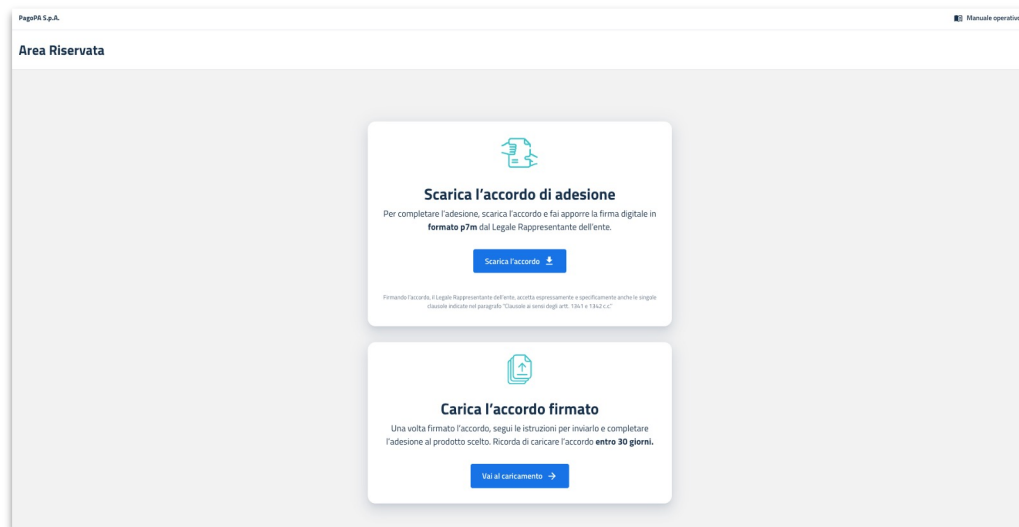 PagoPA S.p.A.
Manuale operativo
Area Riservata
Scarica l’accordo di adesione
Per completare l’adesione, scarica l’accordo e fai apporre la firma digitale in
formato p7m dal Legale Rappresentante dell’ente.
Scarica l’accordo
Firmando l’accordo, il Legale Rappresentante dell’ente, accetta espressamente e specificamente anche le singole
clausole indicate nel paragrafo “Clausole ai sensi degli artt. 1341 e 1342 c.c.”
Carica l’accordo firmato
Una volta firmato l’accordo, segui le istruzioni per inviarlo e completare
l’adesione al prodotto scelto. Ricorda di caricare l’accordo entro 30 giorni.
Vai al caricamento